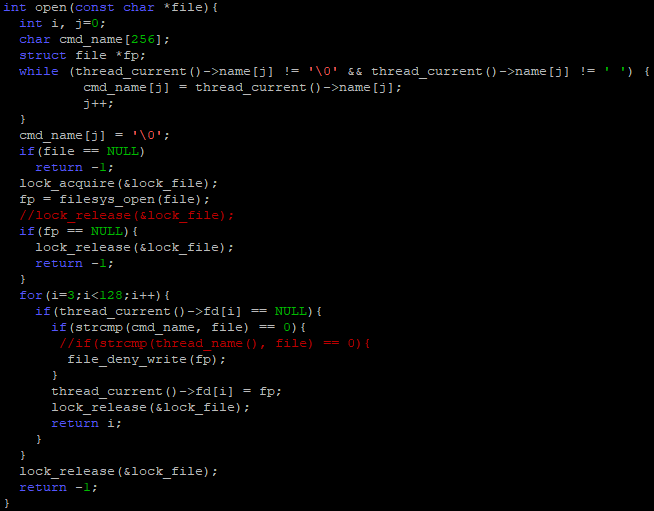 int open(const char *file){
  int i, j=0;
  char cmd_name[256];
  struct file *fp;
  while (thread_current()->name[j] != '\0' && thread_current()->name[j] != ' ') {
          cmd_name[j] = thread_current()->name[j];
          j++;
  }
  cmd_name[j] = '\0';
  if(file == NULL)
    return -1;
  lock_acquire(&lock_file);
  fp = filesys_open(file);
  //lock_release(&lock_file);
  if(fp == NULL){
    lock_release(&lock_file);
    return -1;
  }
  for(i=3;i<128;i++){
    if(thread_current()->fd[i] == NULL){
      if(strcmp(cmd_name, file) == 0){
       //if(strcmp(thread_name(), file) == 0){
        file_deny_write(fp);
      }
      thread_current()->fd[i] = fp;
      lock_release(&lock_file);
      return i;
    }
  }
  lock_release(&lock_file);
  return -1;
}